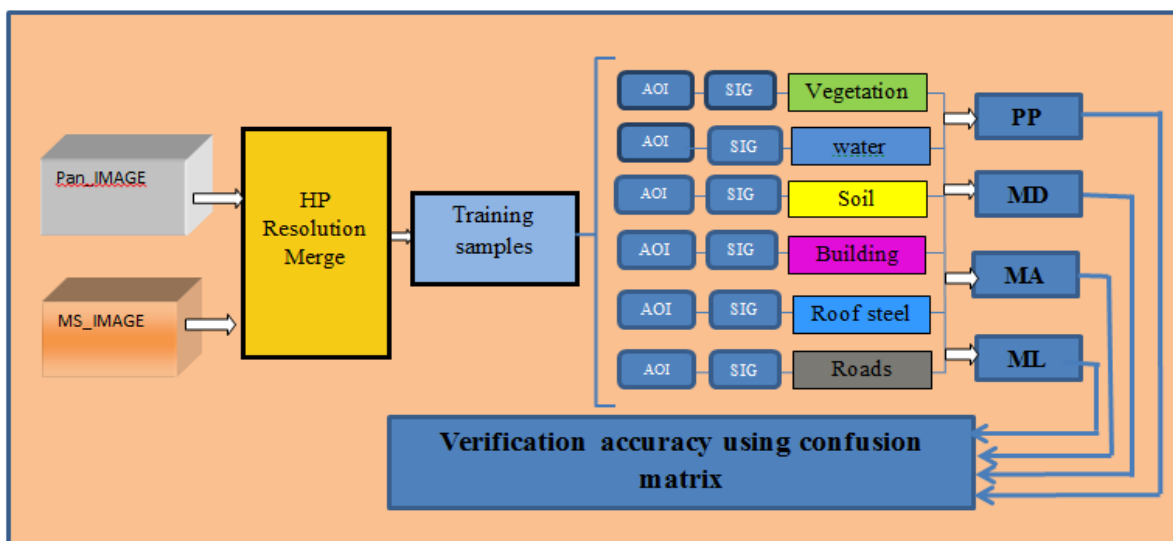 Pan_IMAGE
MS_IMAGE
HP
Resolution
Merge
Training
samples
AOI SIG Vegetation
AOI SIG water
AOI SIG Soil
AOI SIG Building
AOI SIG Roof steel
AOI SIG Roads
PP
MD
MA
ML
Verification accuracy using confusion
matrix